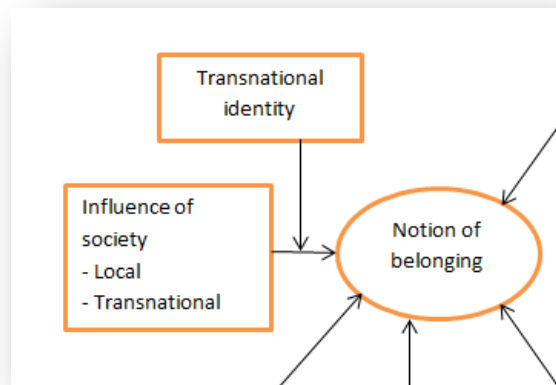 Transnational
identity
Influence of
society
- Local
- Transnational
Notion of
belonging